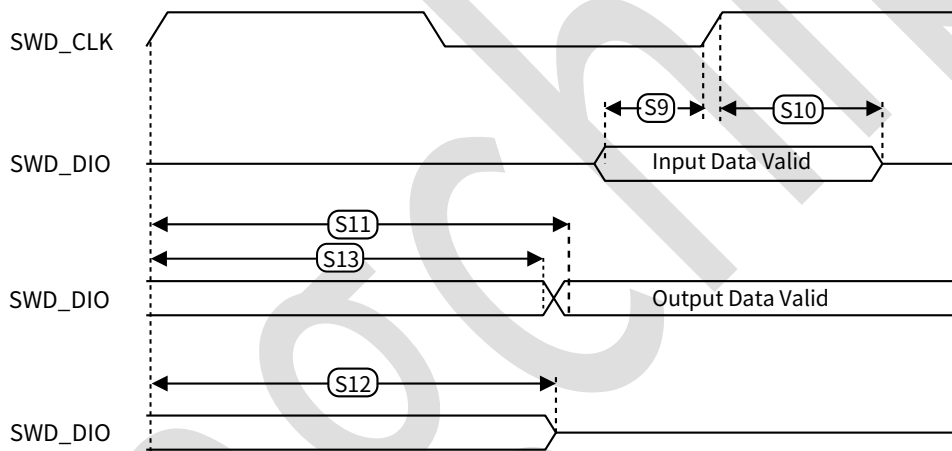 SWD_CLK
S9
S10
SWD_DIO
Input Data Valid
S11
S13
SWD_DIO
Output Data Valid
S12
SWD_DIO